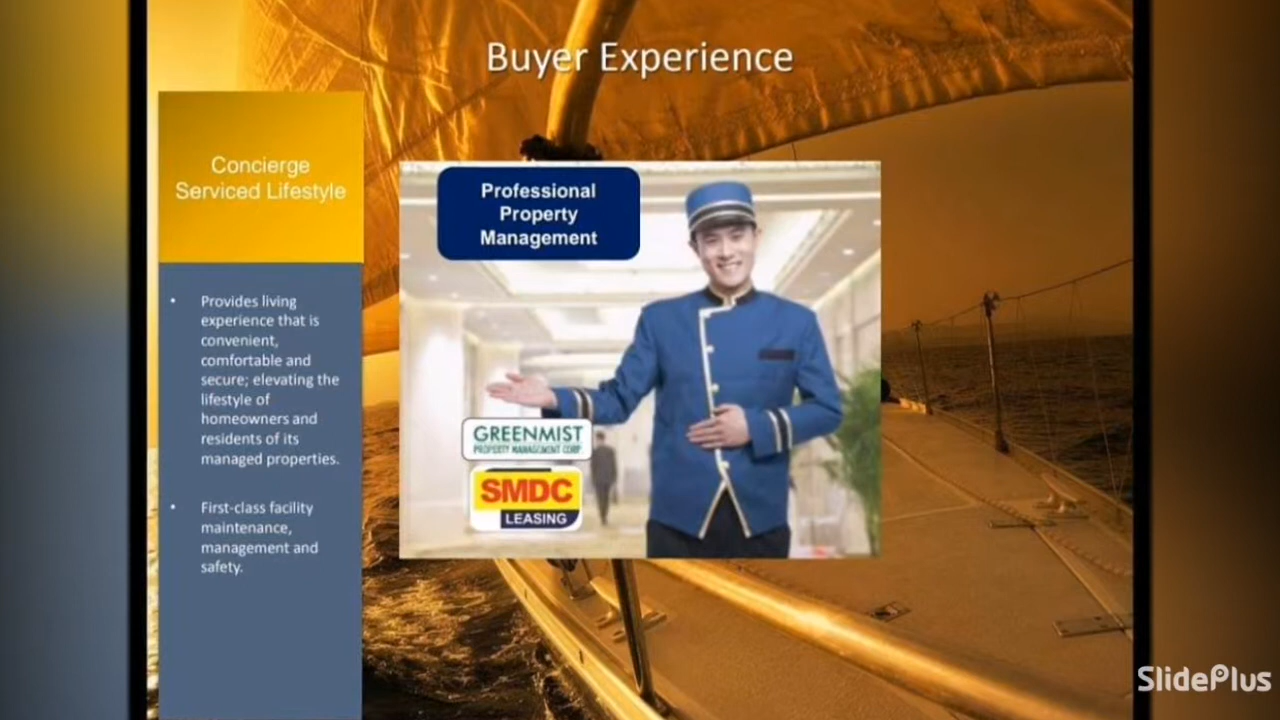 Buyer Experience
Concierge
Serviced Lifestyle
• Provides living
experience that is
convenient,
comfortable and
secure; elevating the
lifestyle of
homeowners and
residents of its
managed properties.
• First-class facility
maintenance,
management and
safety.
Professional
Property
Management
GREENMIST
PROPERTY MANAGEMENT CORP.
SMDC
LEASING
SlidePlus